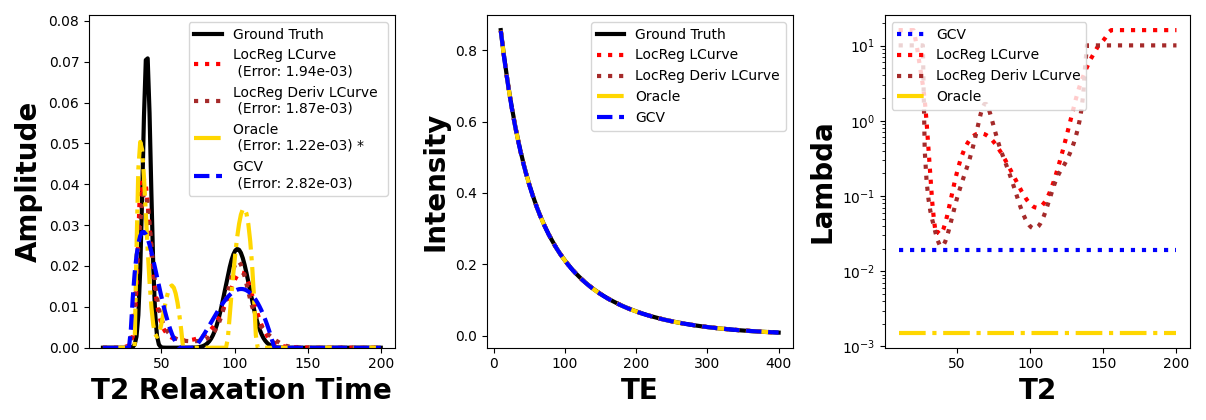 0.08
0.07
0.06
0.05
0.04
0.03
0.02
0.01
0.00
Amplitude
50
100
150
200
T2 Relaxation Time
Ground Truth
LocReg LCurve
(Error: 1.94e-03)
LocReg Deriv LCurve
(Error: 1.87e-03)
Oracle
(Error: 1.22e-03) *
GCV
(Error: 2.82e-03)
0.8
0.6
0.4
0.2
0.0
Intensity
0
100
200
300
400
TE
Ground Truth
LocReg LCurve
LocReg Deriv LCurve
Oracle
GCV
10¹
10⁰
10⁻¹
10⁻²
10⁻³
Lambda
50
100
150
200
T2
GCV
LocReg LCurve
LocReg Deriv LCurve
Oracle